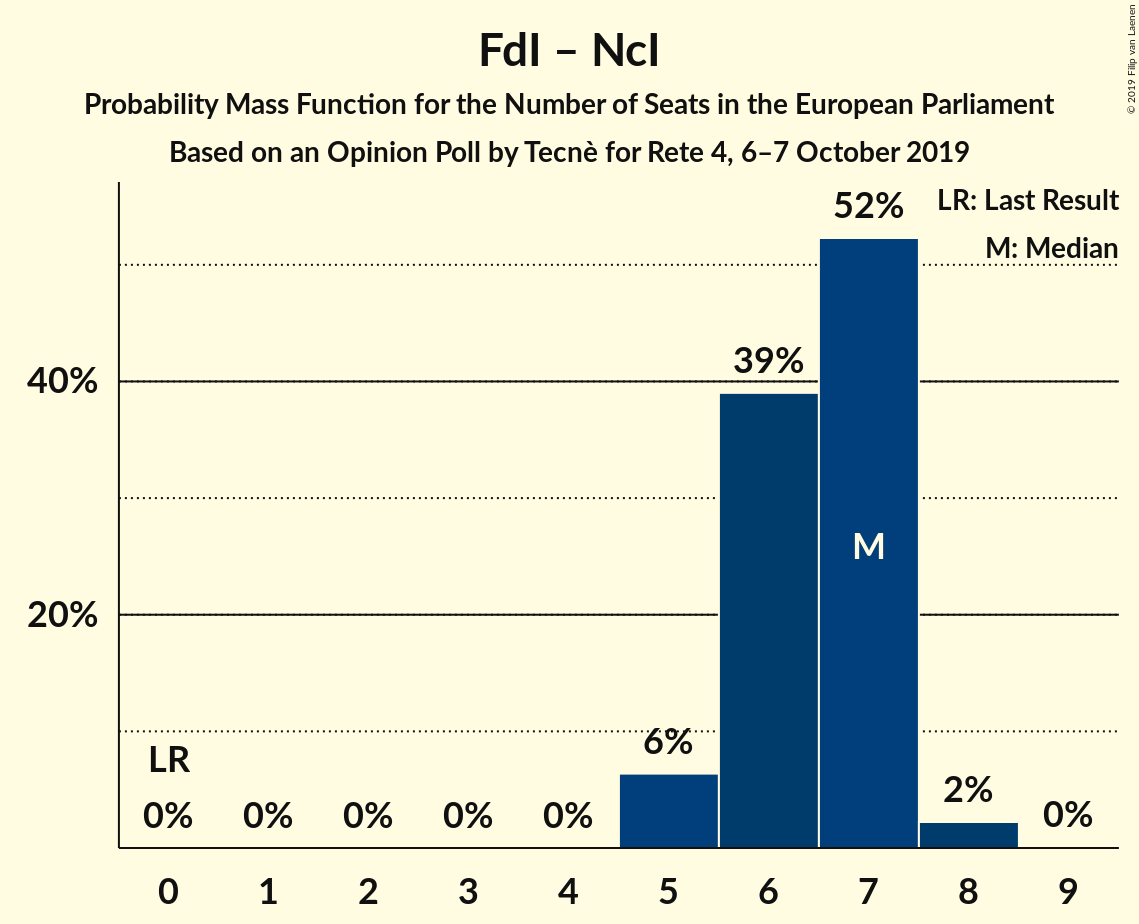 FdI – NcI
Probability Mass Function for the Number of Seats in the European Parliament
Based on an Opinion Poll by Tecnè for Rete 4, 6–7 October 2019
© 2019 Filip van Laenen
LR: Last Result
M: Median
52%
39%
40%
M
20%
6%
LR
2%
0% 0% 0% 0% 0% 0%
0 1 2 3 4 5 6 7 8 9